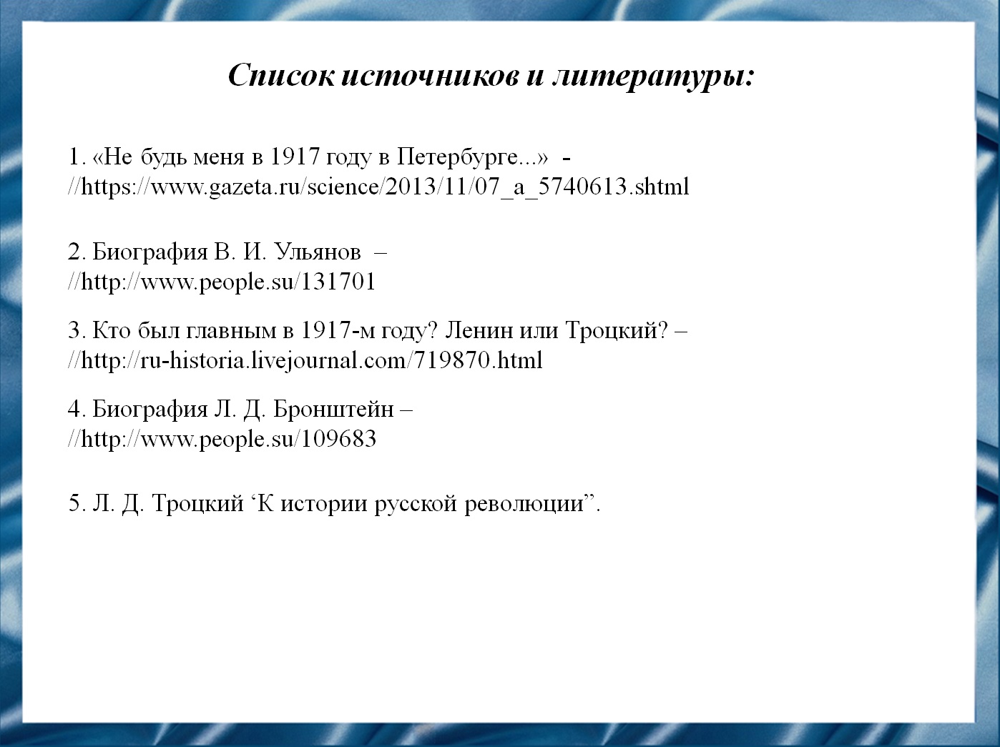 Список источников и литературы:
1. «Не будь меня в 1917 году в Петербурге...» -
//https://www.gazeta.ru/science/2013/11/07_a_5740613.shtml
2. Биография В. И. Ульянов –
//http://www.people.su/131701
3. Кто был главным в 1917-м году? Ленин или Троцкий? –
//http://ru-historia.livejournal.com/719870.html
4. Биография Л. Д. Бронштейн –
//http://www.people.su/109683
5. Л. Д. Троцкий ‘К истории русской революции”.